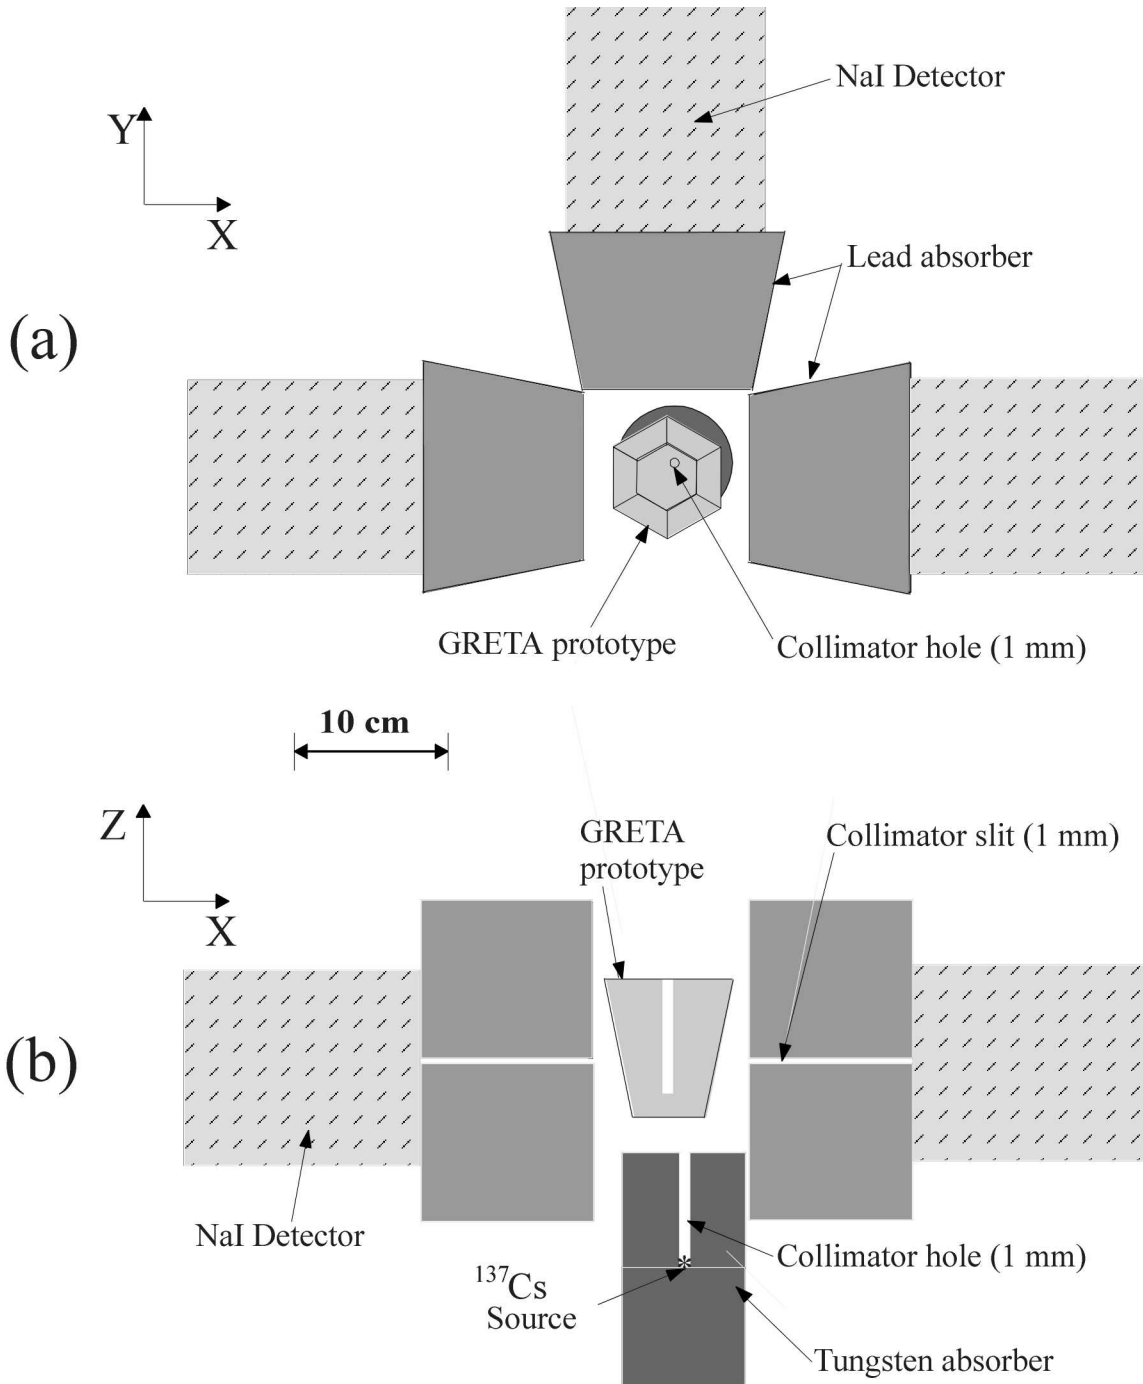 NaI Detector
Y
X
Lead absorber
(a)
GRETA prototype
Collimator hole (1 mm)
10 cm
Z
X
GRETA
prototype
Collimator slit (1 mm)
(b)
NaI Detector
137Cs
Source
Collimator hole (1 mm)
Tungsten absorber